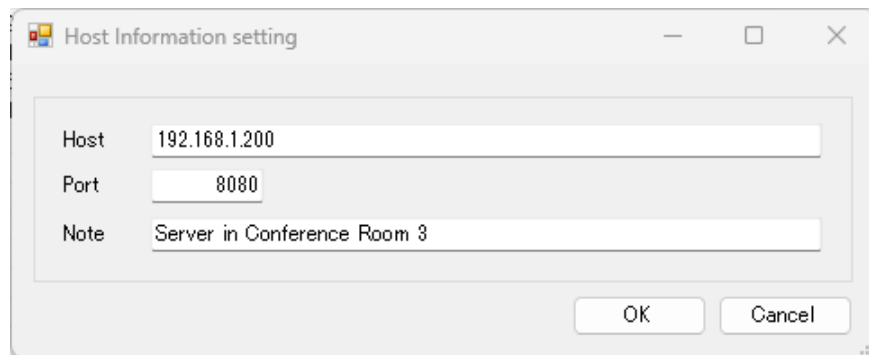 Host Information setting
Host 192.168.1.200
Port 8080
Note Server in Conference Room 3
OK Cancel